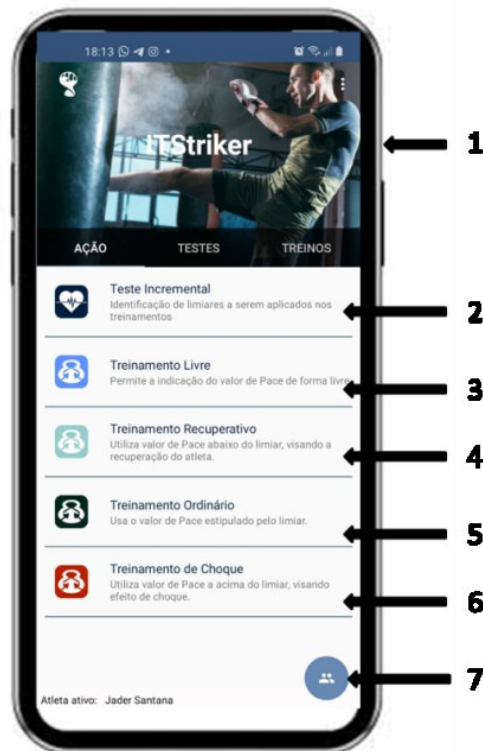 18:13
ITStriker
AÇÃO TESTES TREINOS
Teste Incremental
Identificação de limiares a serem aplicados nos
treinamentos
Treinamento Livre
Permite a indicação do valor de Pace de forma livre
Treinamento Recuperativo
Utiliza valor de Pace abaixo do limiar, visando a
recuperação do atleta.
Treinamento Ordinário
Usa o valor de Pace estipulado pelo limiar.
Treinamento de Choque
Utiliza valor de Pace a acima do limiar, visando
efeito de choque.
Atleta ativo: Jader Santana
1
2
3
4
5
6
7